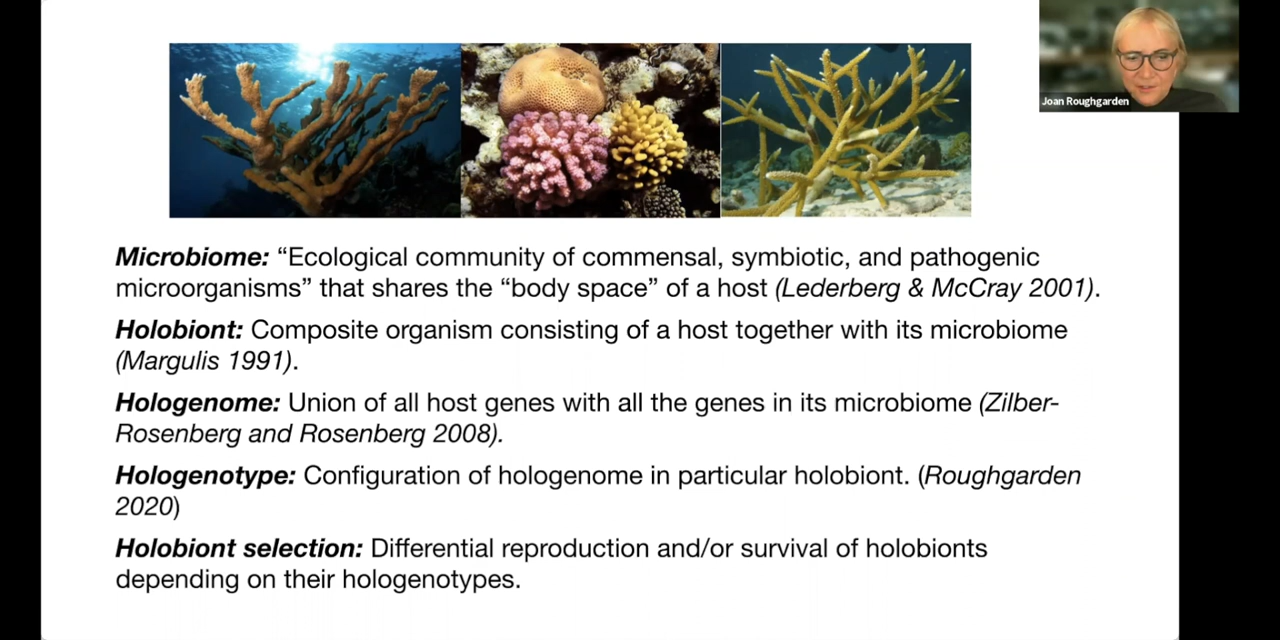 Joan Roughgarden
Microbiome: “Ecological community of commensal, symbiotic, and pathogenic
microorganisms” that shares the “body space” of a host (Lederberg & McCray 2001).
Holobiont: Composite organism consisting of a host together with its microbiome
(Margulis 1991).
Hologenome: Union of all host genes with all the genes in its microbiome (Zilber-
Rosenberg and Rosenberg 2008).
Hologenotype: Configuration of hologenome in particular holobiont. (Roughgarden
2020)
Holobiont selection: Differential reproduction and/or survival of holobionts
depending on their hologenotypes.